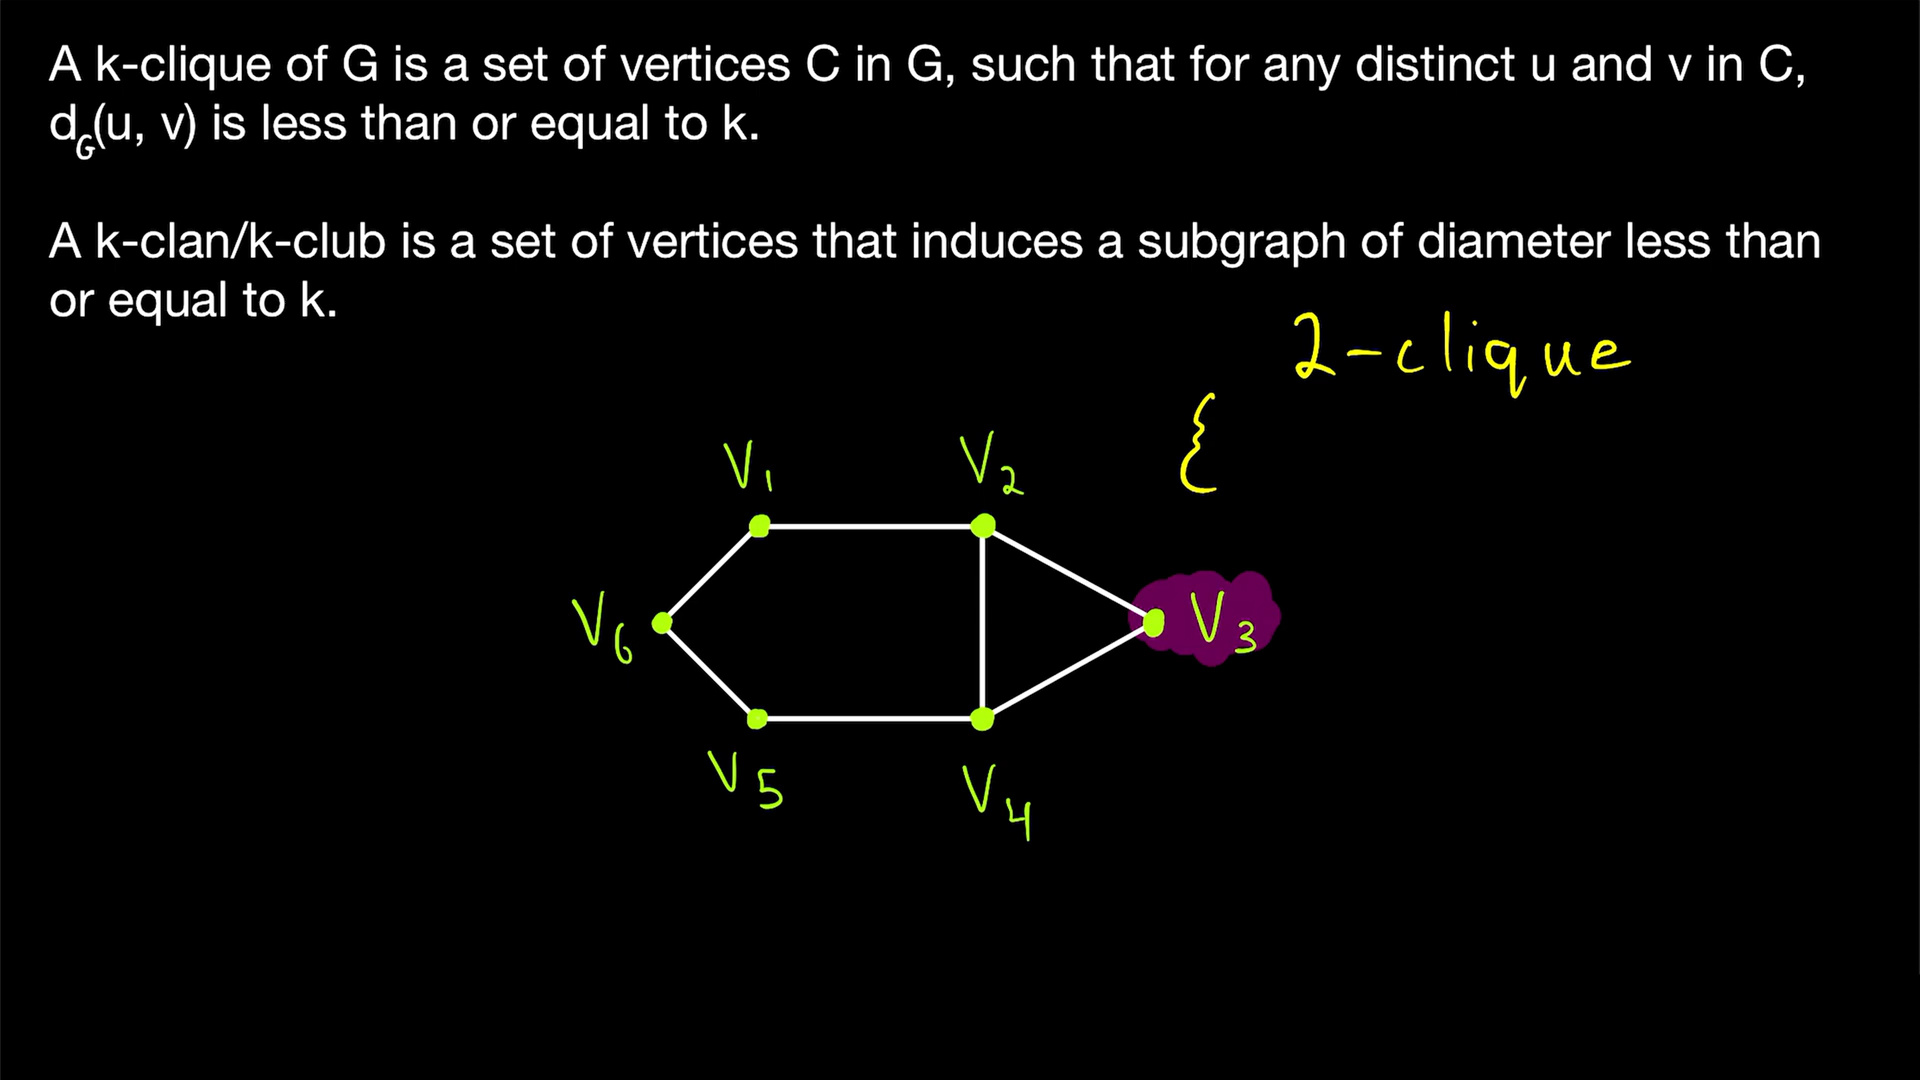 A k-clique of G is a set of vertices C in G, such that for any distinct u and v in C,
d_G(u, v) is less than or equal to k.
A k-clan/k-club is a set of vertices that induces a subgraph of diameter less than
or equal to k.
2-clique
{
V1 V2
V6 V3
V5 V4